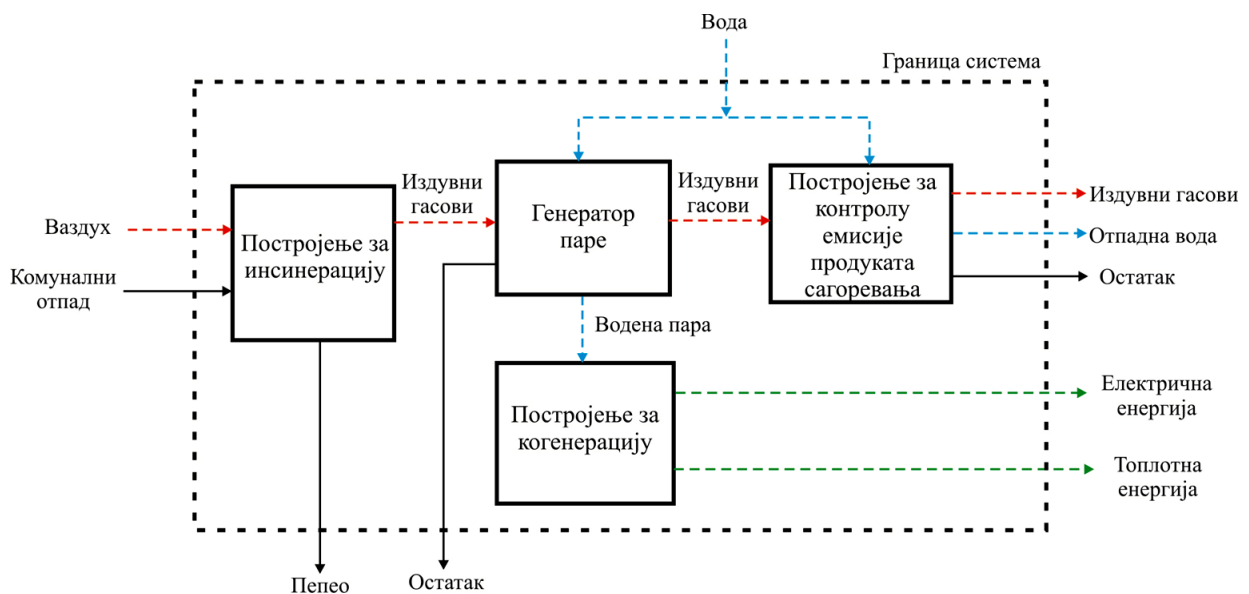 Вода
Граница система
Ваздух
Комунални
отпад
Постројење за
инсинерацију
Издувни
гасови
Генератор
паре
Издувни
гасови
Постројење за
контролу
емисије
продуката
сагоревања
Издувни гасови
Отпадна вода
Остатак
Водена пара
Постројење за
когенерацију
Електрична
енергија
Топлотна
енергија
Пепео
Остатак